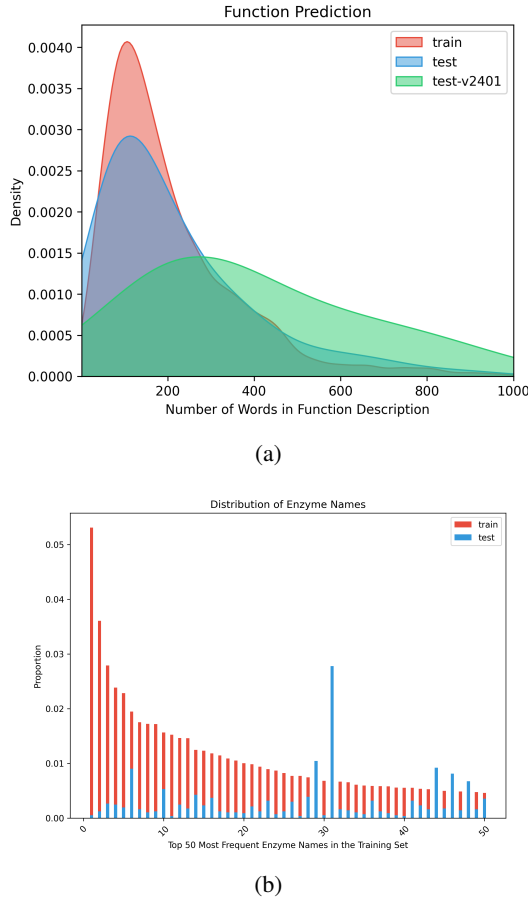 Function Prediction
train
test
test-v2401
0.0040
0.0035
0.0030
0.0025
0.0020
0.0015
0.0010
0.0005
0.0000
Density
200 400 600 800 1000
Number of Words in Function Description
(a)
Distribution of Enzyme Names
train
test
0.05
0.04
0.03
0.02
0.01
0.00
Proportion
0 10 20 30 40 50
Top 50 Most Frequent Enzyme Names in the Training Set
(b)